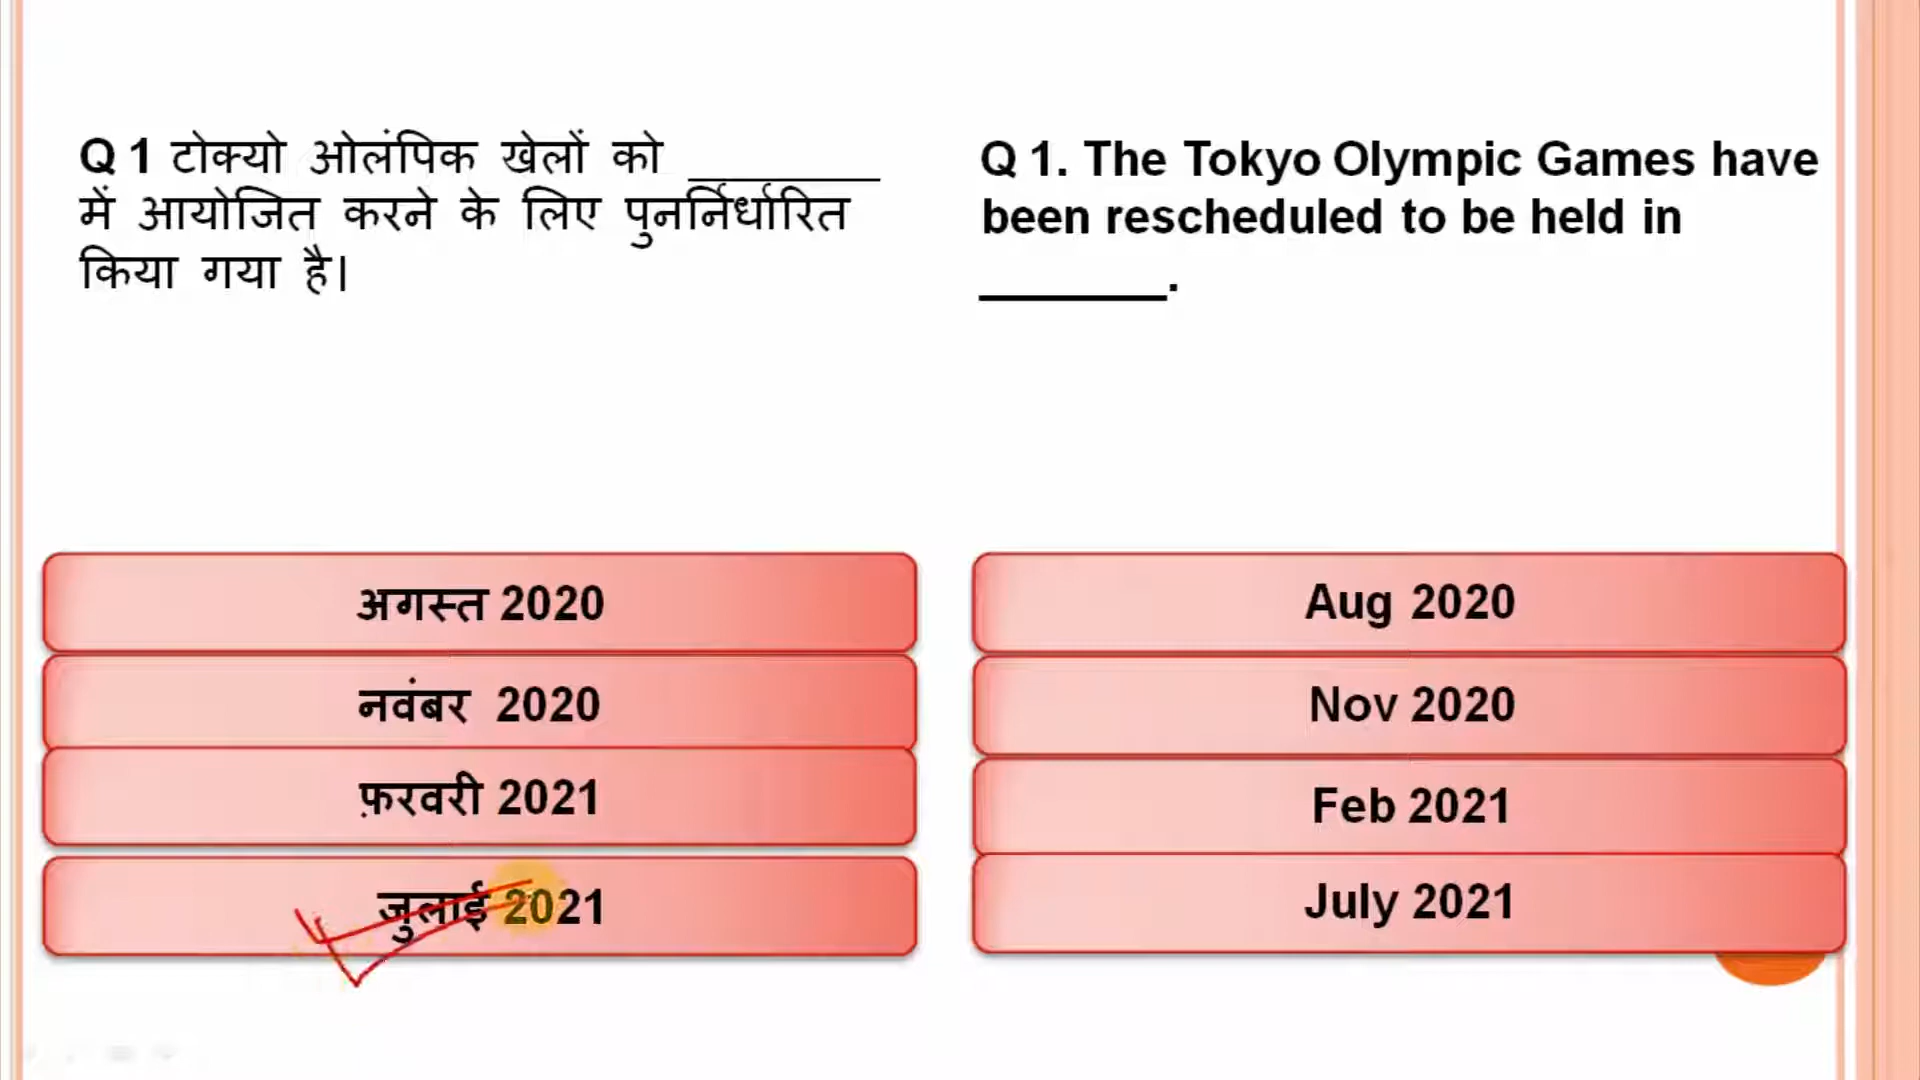 Q 1 टोक्यो ओलंपिक खेलों को ________
में आयोजित करने के लिए पुनर्निर्धारित
किया गया है।
अगस्त 2020
नवंबर 2020
फ़रवरी 2021
जुलाई 2021
Q 1. The Tokyo Olympic Games have
been rescheduled to be held in
_______.
Aug 2020
Nov 2020
Feb 2021
July 2021